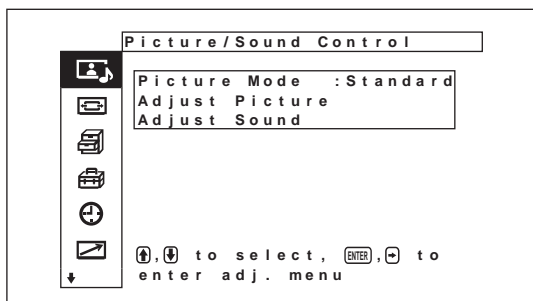 Picture/Sound Control
Picture Mode :Standard
Adjust Picture
Adjust Sound
↑,↓ to select, ENTER,→ to
enter adj. menu